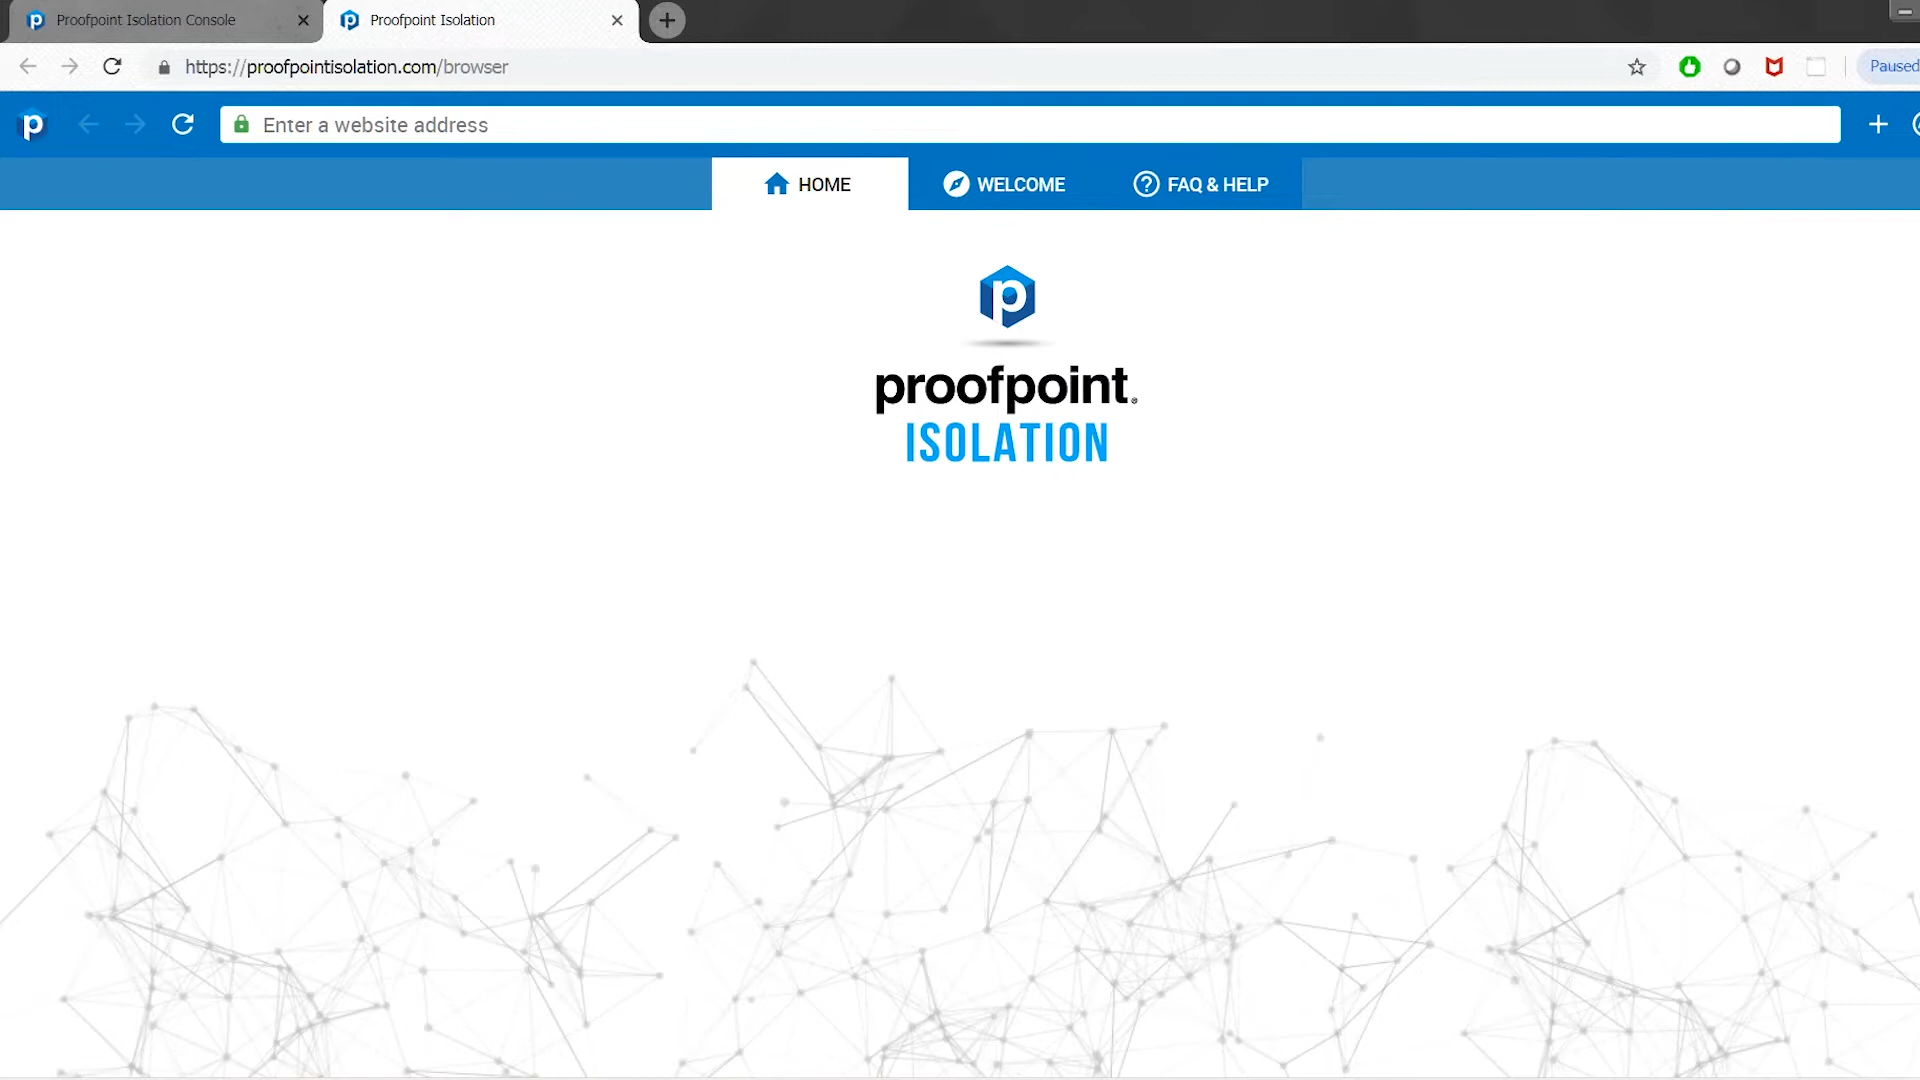 Proofpoint Isolation Console
Proofpoint Isolation
https://proofpointisolation.com/browser
Paused
Enter a website address
HOME
WELCOME
FAQ & HELP
proofpoint®
ISOLATION